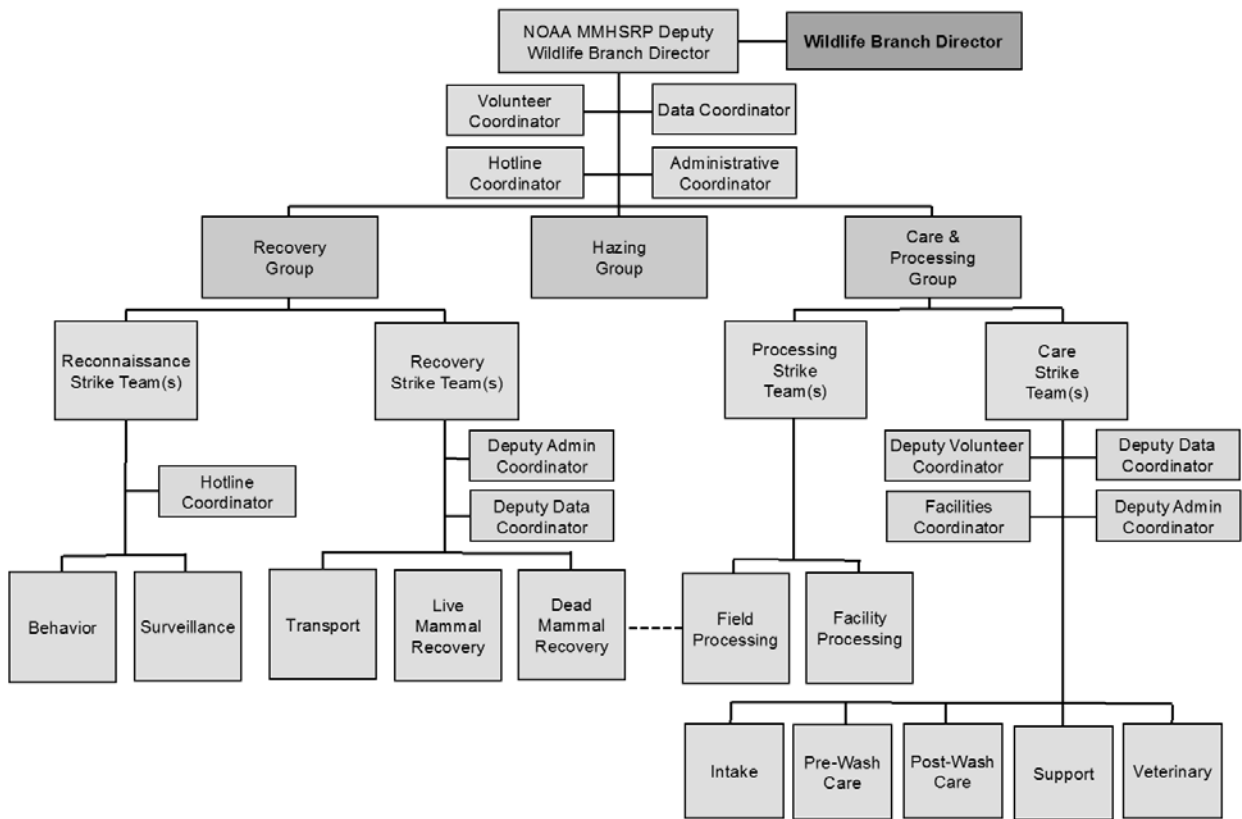 NOAA MMHSRP Deputy
Wildlife Branch Director
Wildlife Branch Director
Volunteer
Coordinator
Data Coordinator
Hotline
Coordinator
Administrative
Coordinator
Recovery
Group
Hazing
Group
Care &
Processing
Group
Reconnaissance
Strike Team(s)
Recovery
Strike Team(s)
Processing
Strike
Team(s)
Care
Strike
Team(s)
Hotline
Coordinator
Deputy Admin
Coordinator
Deputy Data
Coordinator
Deputy Volunteer
Coordinator
Deputy Data
Coordinator
Facilities
Coordinator
Deputy Admin
Coordinator
Behavior
Surveillance
Transport
Live
Mammal
Recovery
Dead
Mammal
Recovery
Field
Processing
Facility
Processing
Intake
Pre-Wash
Care
Post-Wash
Care
Support
Veterinary